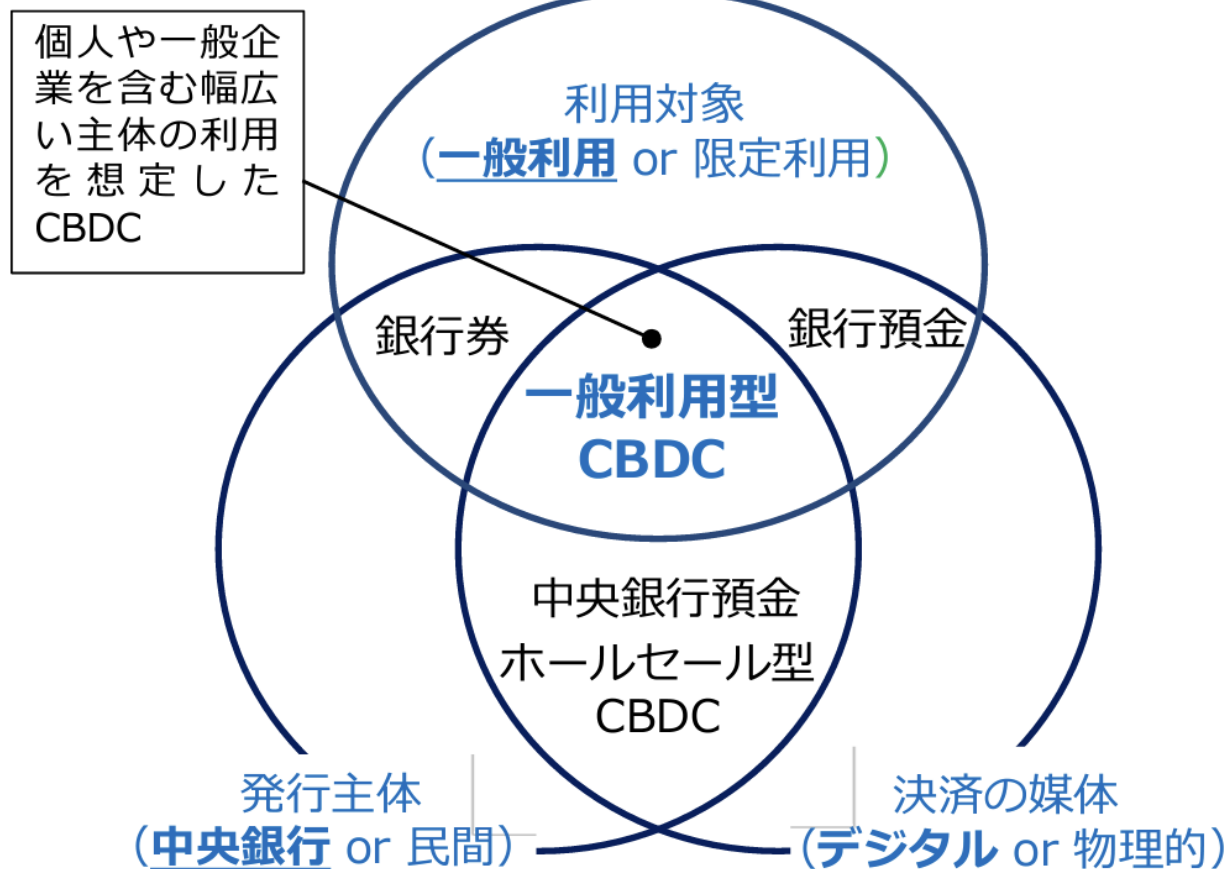 個人や一般企
業を含む幅広
い主体の利用
を想定した
CBDC
利用対象
（一般利用 or 限定利用）
銀行券
銀行預金
一般利用型
CBDC
中央銀行預金
ホールセール型
CBDC
発行主体
（中央銀行 or 民間）
決済の媒体
（デジタル or 物理的）